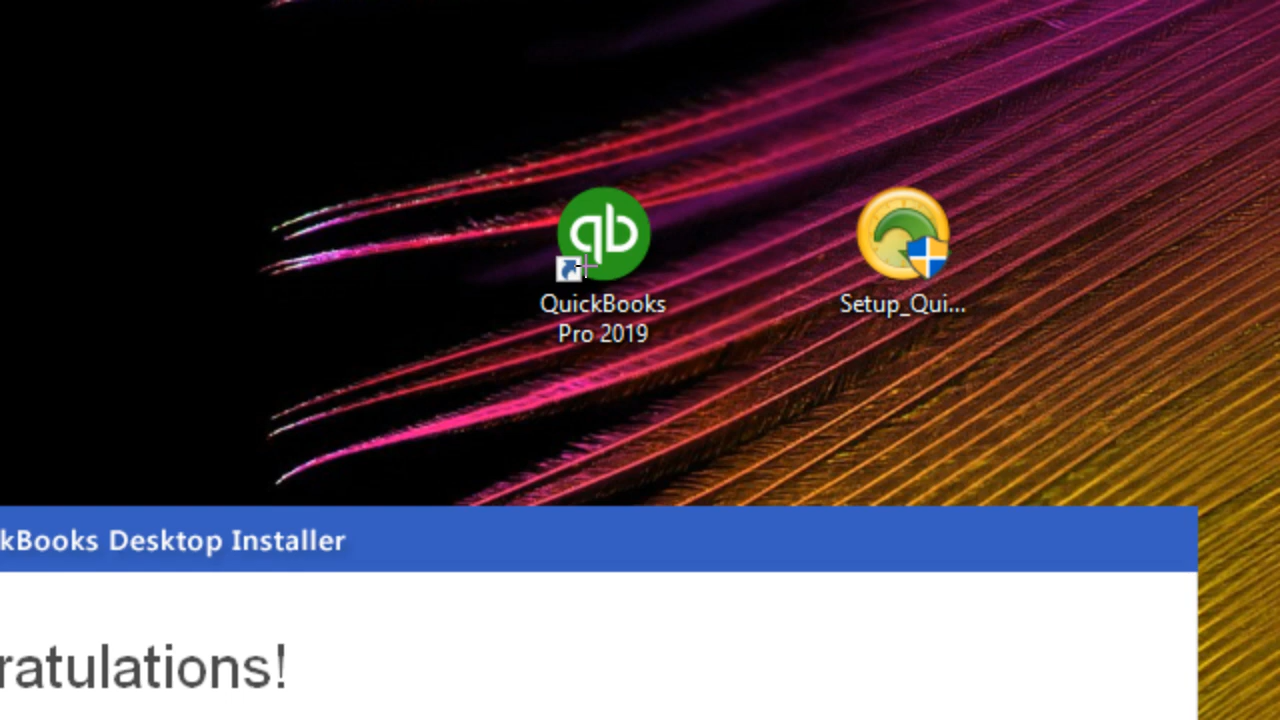 qb
QuickBooks
Pro 2019
Setup_Qui...
kBooks Desktop Installer
ratulations!